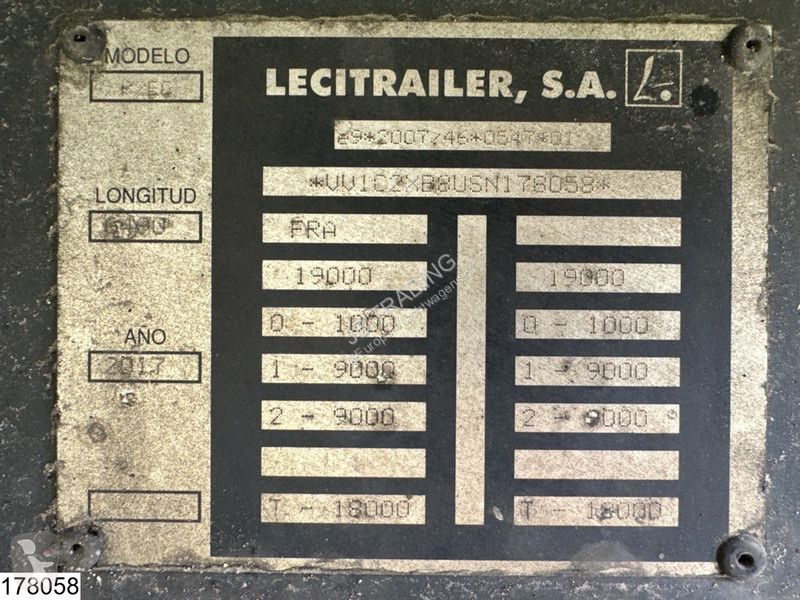 MODELO
LECITRAILER, S.A.
e9*2007/46*0547*01
*VV1C2XB8USN178058*
LONGITUD
FRA
19000 19000
0 - 1000 0 - 1000
AÑO
2017
1 - 9000 1 - 9000
2 - 9000 2 - 9000
T - 18000 T - 18000
TRADING
178058